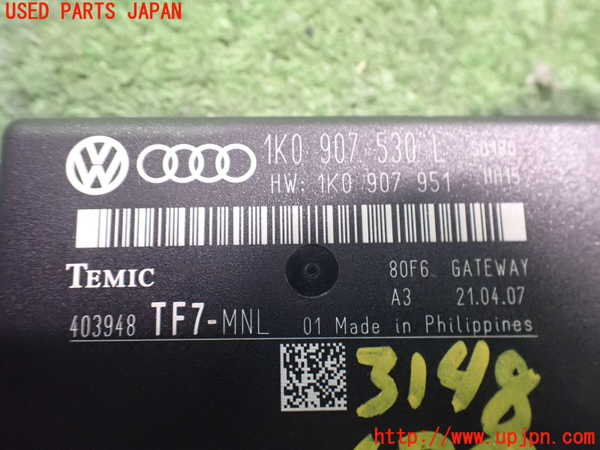 USED PARTS JAPAN
1K0 907 530 L
HW: 1K0 907 951 HH15
TEMIC
80F6 GATEWAY
A3 21.04.07
403948 TF7-MNL 01 Made in Philippines
3148
http://www.upjpn.com/